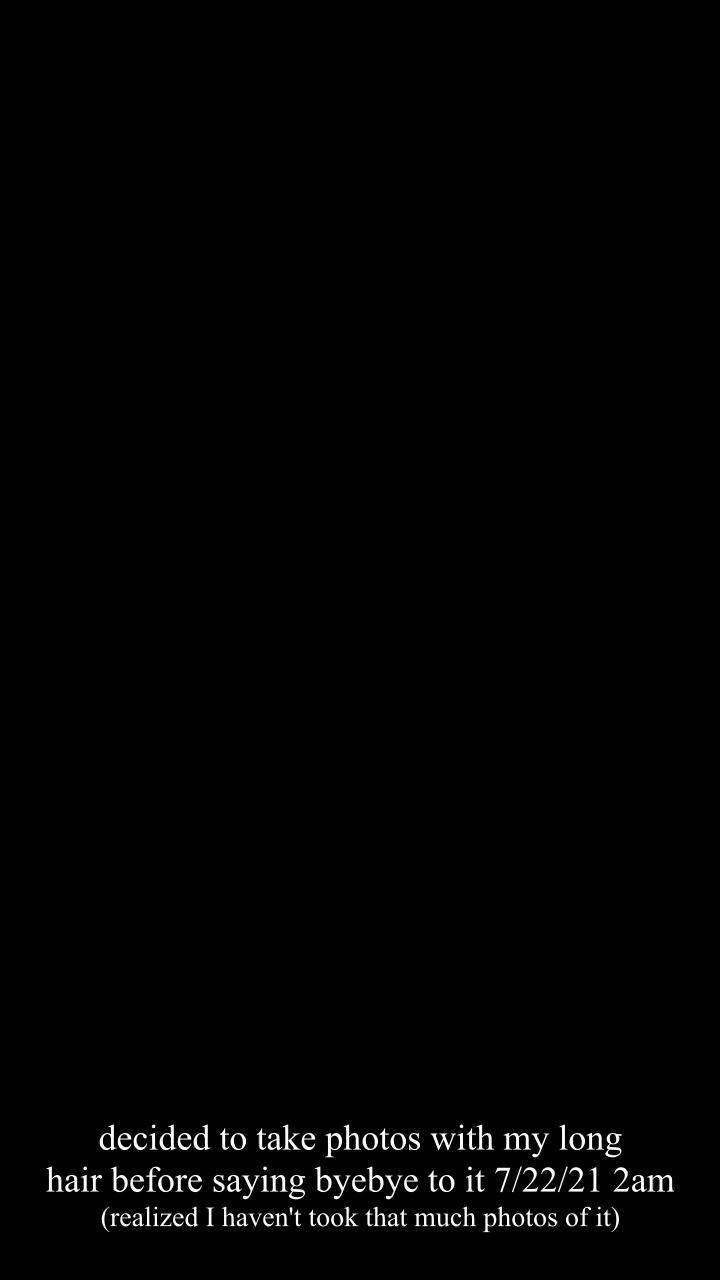 decided to take photos with my long
hair before saying byebye to it 7/22/21 2am
(realized I haven't took that much photos of it)